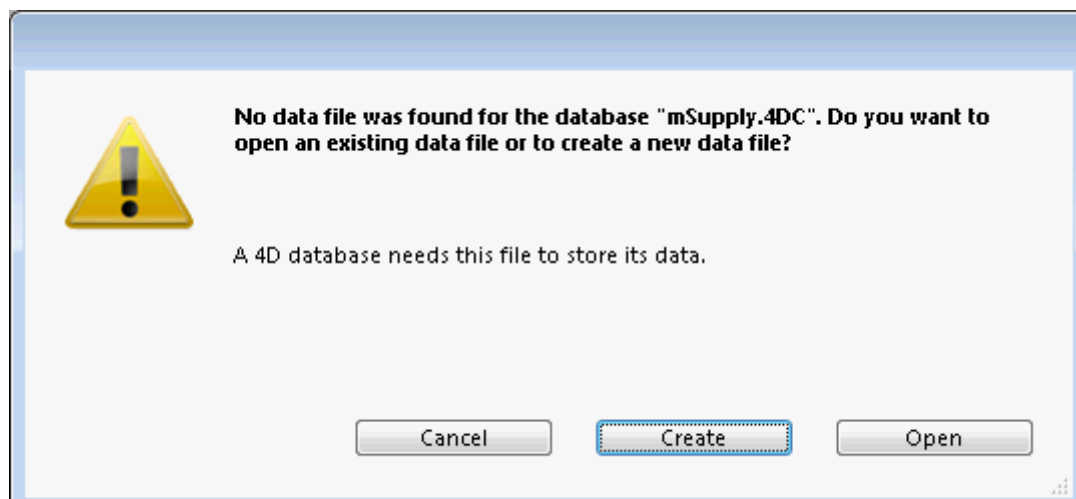 No data file was found for the database "mSupply.4DC". Do you want to
open an existing data file or to create a new data file?
A 4D database needs this file to store its data.
Cancel Create Open